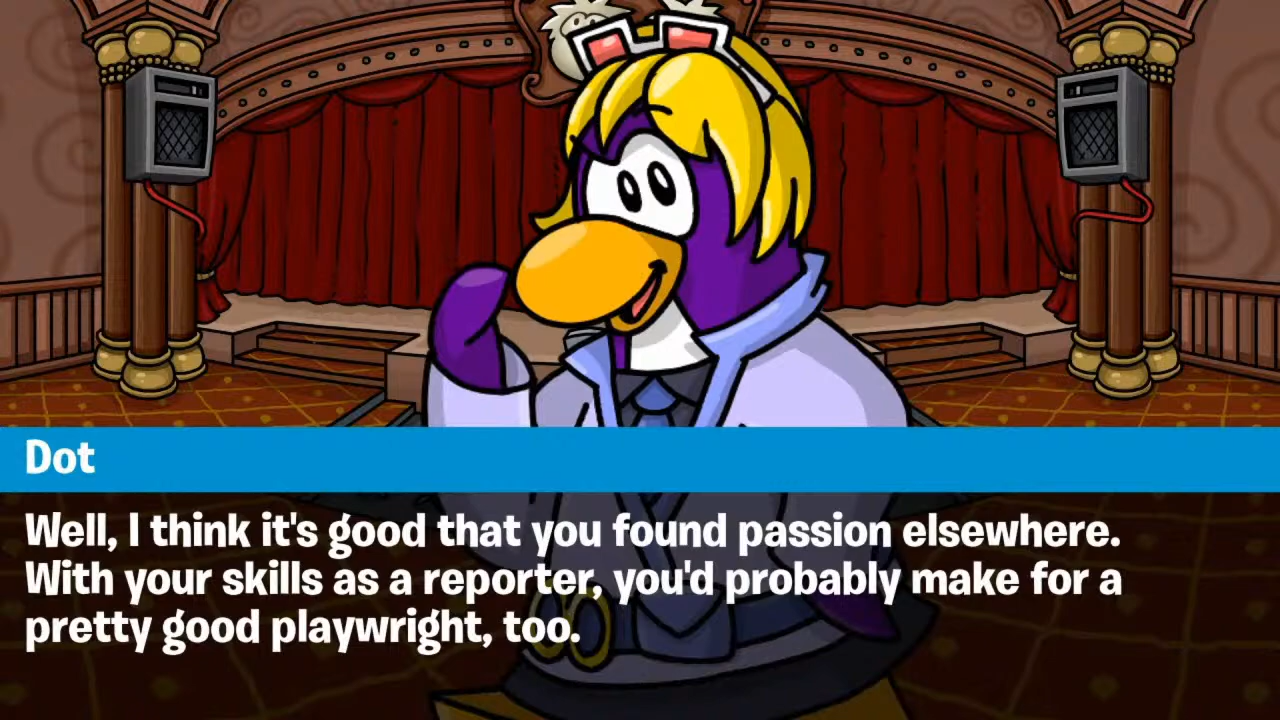 Dot
Well, I think it's good that you found passion elsewhere.
With your skills as a reporter, you'd probably make for a
pretty good playwright, too.